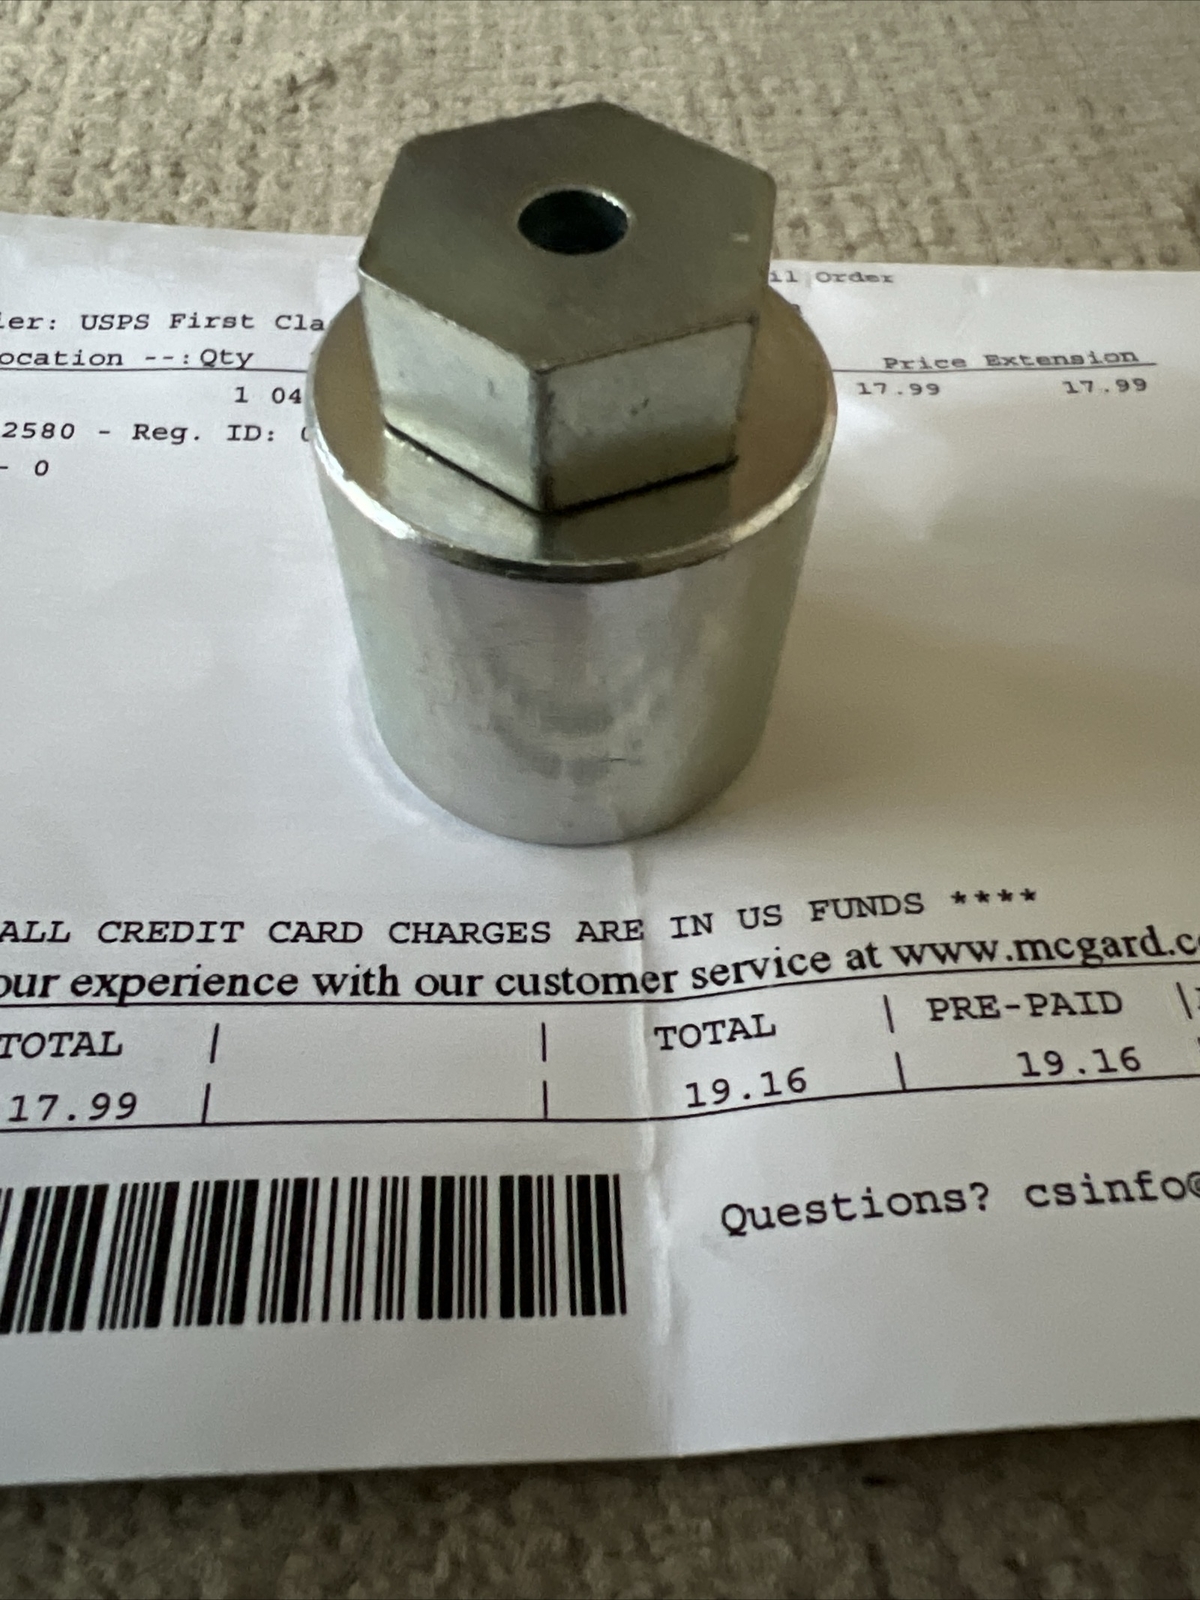 il Order
ier: USPS First Cla
ocation --:Qty Price Extension
1 04 17.99 17.99
2580 - Reg. ID:
- 0
ALL CREDIT CARD CHARGES ARE IN US FUNDS ****
our experience with our customer service at www.mcgard.c
TOTAL | | TOTAL | PRE-PAID |
17.99 | | 19.16 | 19.16
Questions? csinfo@